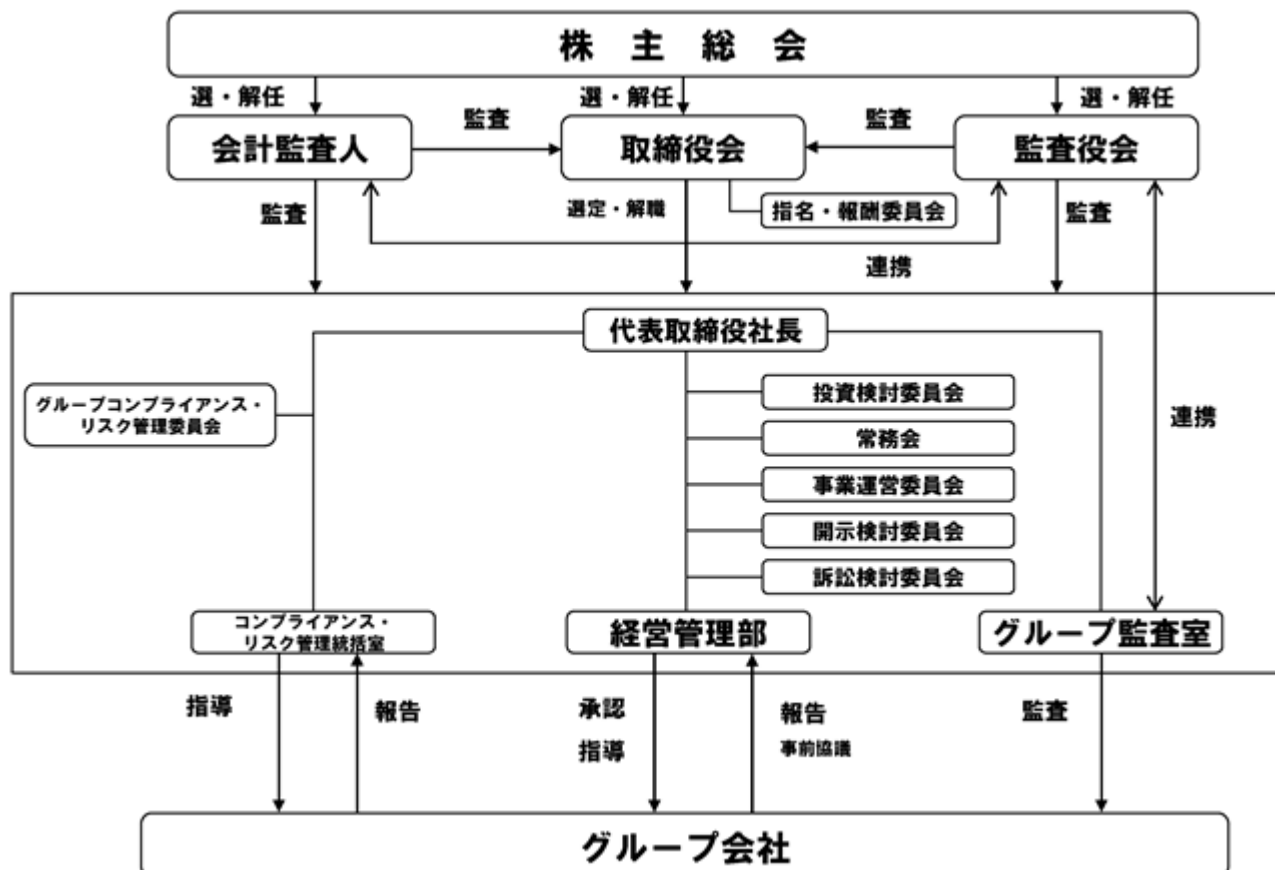 株主総会
選・解任
選・解任
選・解任
監査
監査
会計監査人
取締役会
監査役会
監査
選定・解職
指名・報酬委員会
監査
連携
代表取締役社長
グループコンプライアンス・
リスク管理委員会
投資検討委員会
常務会
事業運営委員会
開示検討委員会
訴訟検討委員会
連携
コンプライアンス・
リスク管理統括室
経営管理部
グループ監査室
指導
報告
承認
指導
報告
事前協議
監査
グループ会社